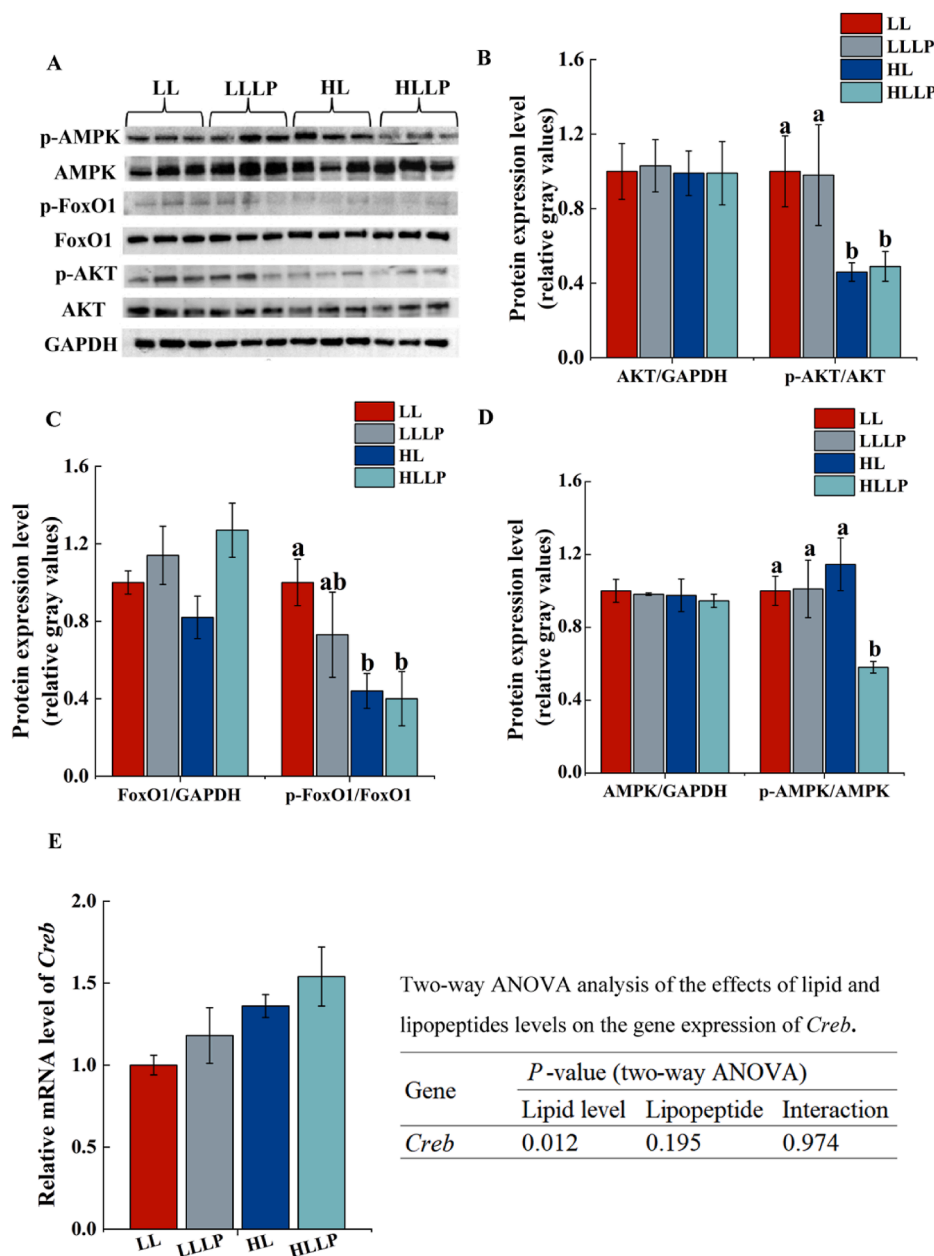 A
LL LLLP HL HLLP
p-AMPK
AMPK
p-FoxO1
FoxO1
p-AKT
AKT
GAPDH
B
LL
LLLP
HL
HLLP
Protein expression level
(relative gray values)
1.6
1.2
0.8
0.4
0.0
a a
b b
AKT/GAPDH p-AKT/AKT
C
LL
LLLP
HL
HLLP
Protein expression level
(relative gray values)
1.6
1.2
0.8
0.4
0.0
a
ab
b b
FoxO1/GAPDH p-FoxO1/FoxO1
D
LL
LLLP
HL
HLLP
Protein expression level
(relative gray values)
1.6
1.2
0.8
0.4
0.0
a a a
b
AMPK/GAPDH p-AMPK/AMPK
E
Relative mRNA level of Creb
2.0
1.5
1.0
0.5
0.0
LL LLLP HL HLLP
Two-way ANOVA analysis of the effects of lipid and
lipopeptides levels on the gene expression of Creb.
Gene P-value (two-way ANOVA)
Lipid level Lipopeptide Interaction
Creb 0.012 0.195 0.974